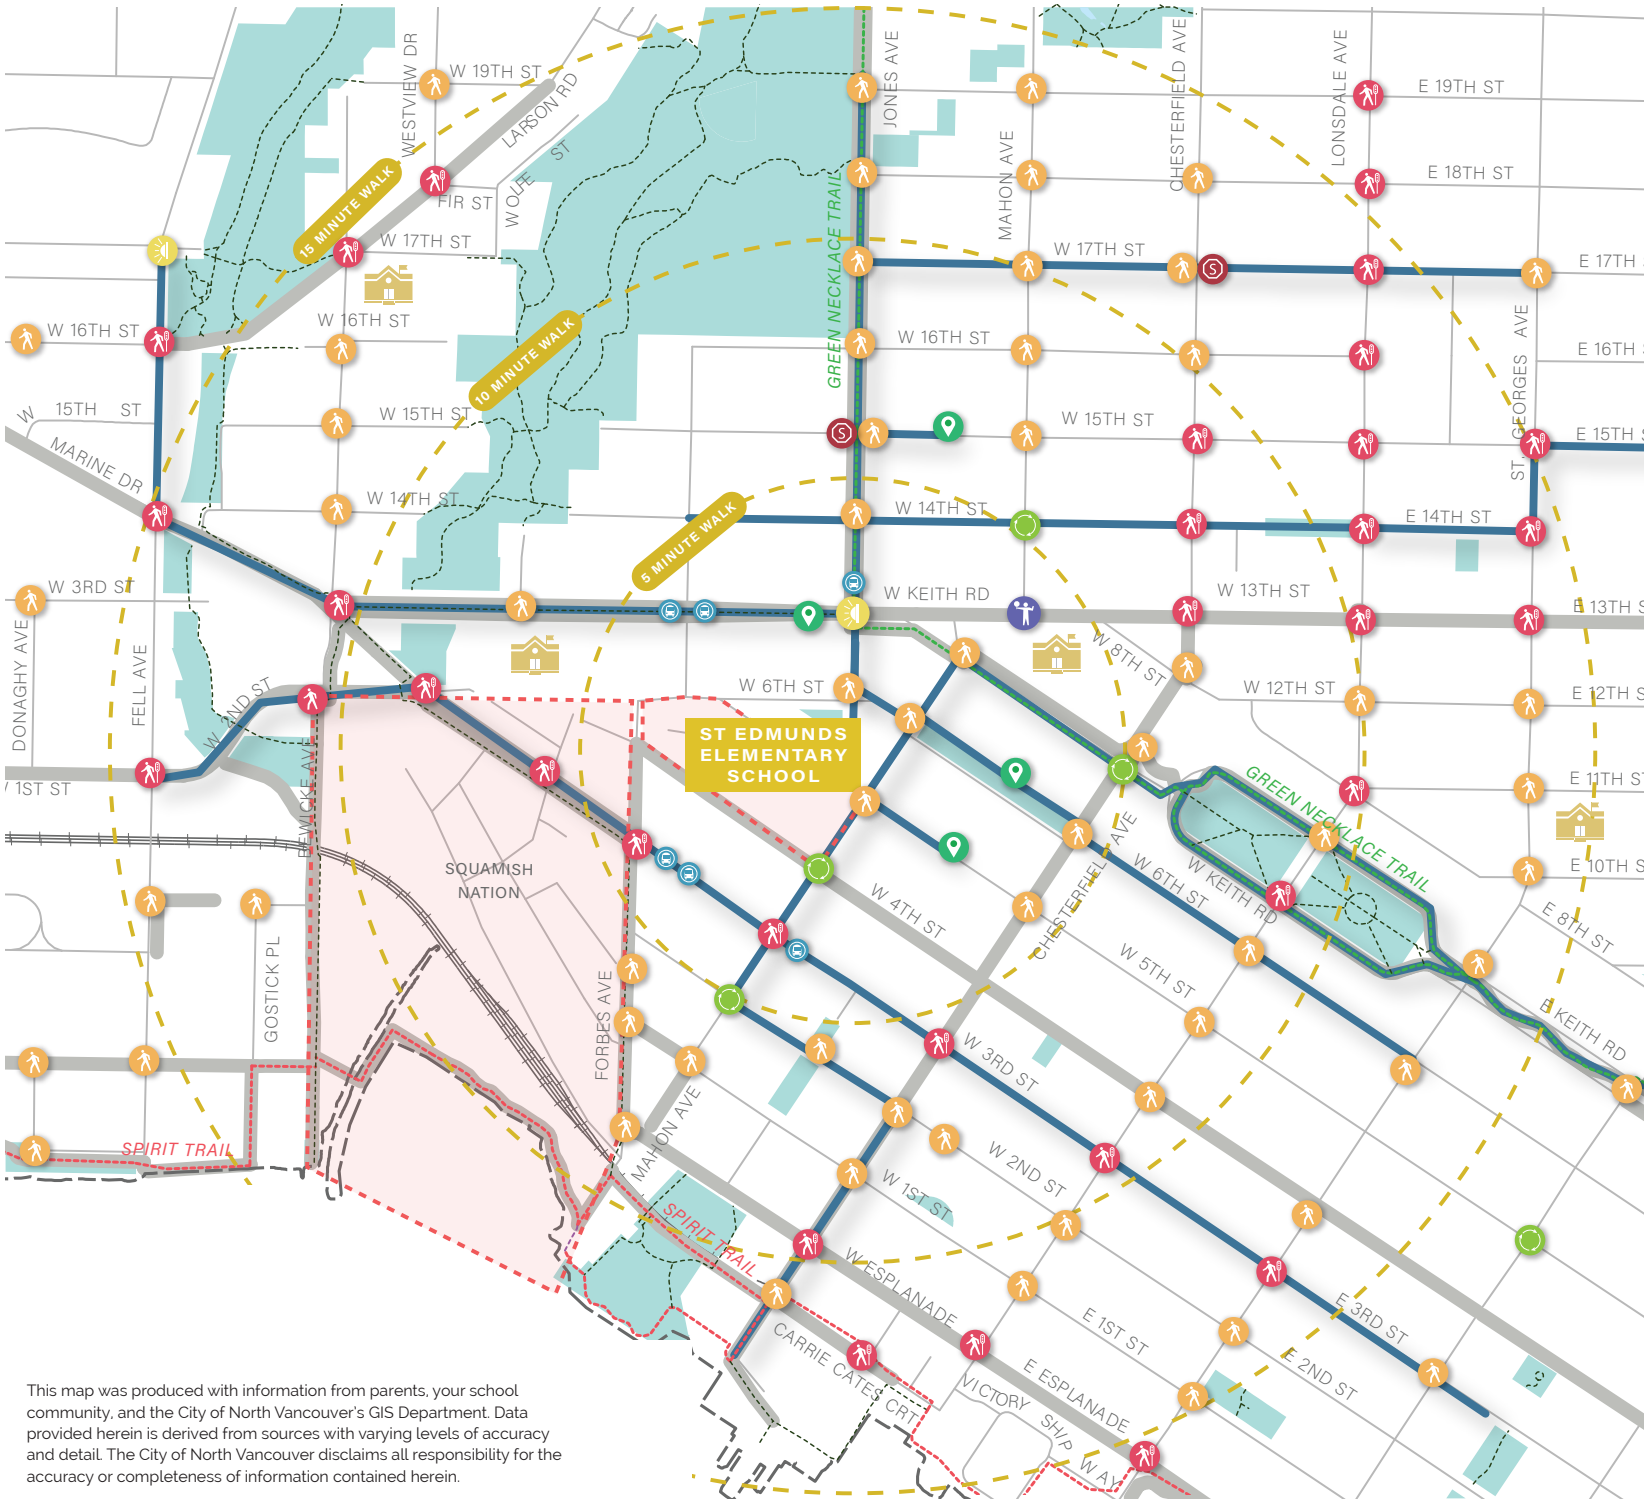 W 19TH ST
LARSON RD
WESTVIEW DR
JONES AVE
CHESTERFIELD AVE
LONSDALE AVE
E 19TH ST
MAHON AVE
WOLFE ST
E 18TH ST
15 MINUTE WALK
FIR ST
W 17TH ST
W 17TH ST
E 17TH
GREEN NECKLACE TRAIL
W 16TH ST
W 16TH ST
W 16TH ST
E 16TH
10 MINUTE WALK
ST. GEORGES AVE
W 15TH ST
W 15TH ST
W 15TH ST
E 15TH S
S
S
MARINE DR
W 14TH ST
W 14TH ST
E 14TH ST
5 MINUTE WALK
W 3RD ST
W KEITH RD
W 13TH ST
E 13TH S
DONAGHY AVE
FELL AVE
W 2ND ST
W 8TH ST
W 6TH ST
W 12TH ST
E 12TH S
ST EDMUNDS
ELEMENTARY
SCHOOL
1ST ST
BEWICKE AVE
GREEN NECKLACE TRAIL
E 11TH S
SQUAMISH
NATION
CHESTERFIELD AVE
W 6TH ST
W KEITH RD
E 10TH S
W 4TH ST
E 8TH ST
W 5TH ST
GOSTICK PL
FORBES AVE
W 3RD ST
E KEITH RD
MAHON AVE
SPIRIT TRAIL
W 2ND ST
W 1ST ST
SPIRIT TRAIL
W ESPLANADE
CARRIE CATES CRT
E 1ST ST
E 3RD ST
E 2ND ST
E ESPLANADE
VICTORY SHIP WAY
This map was produced with information from parents, your school
community, and the City of North Vancouver's GIS Department. Data
provided herein is derived from sources with varying levels of accuracy
and detail. The City of North Vancouver disclaims all responsibility for the
accuracy or completeness of information contained herein.